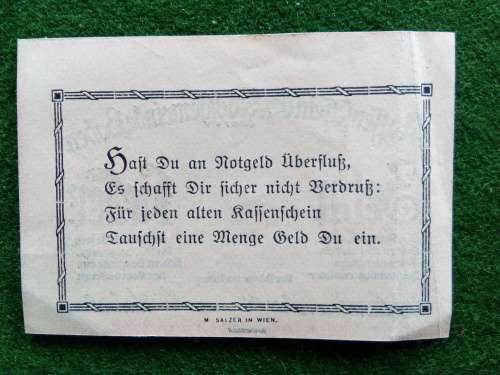 Hast Du an Notgeld Überfluß,
Es schafft Dir sicher nicht Verdruß:
Für jeden alten Kassenschein
Tauschst eine Menge Geld Du ein.
M SALZER IN WIEN.